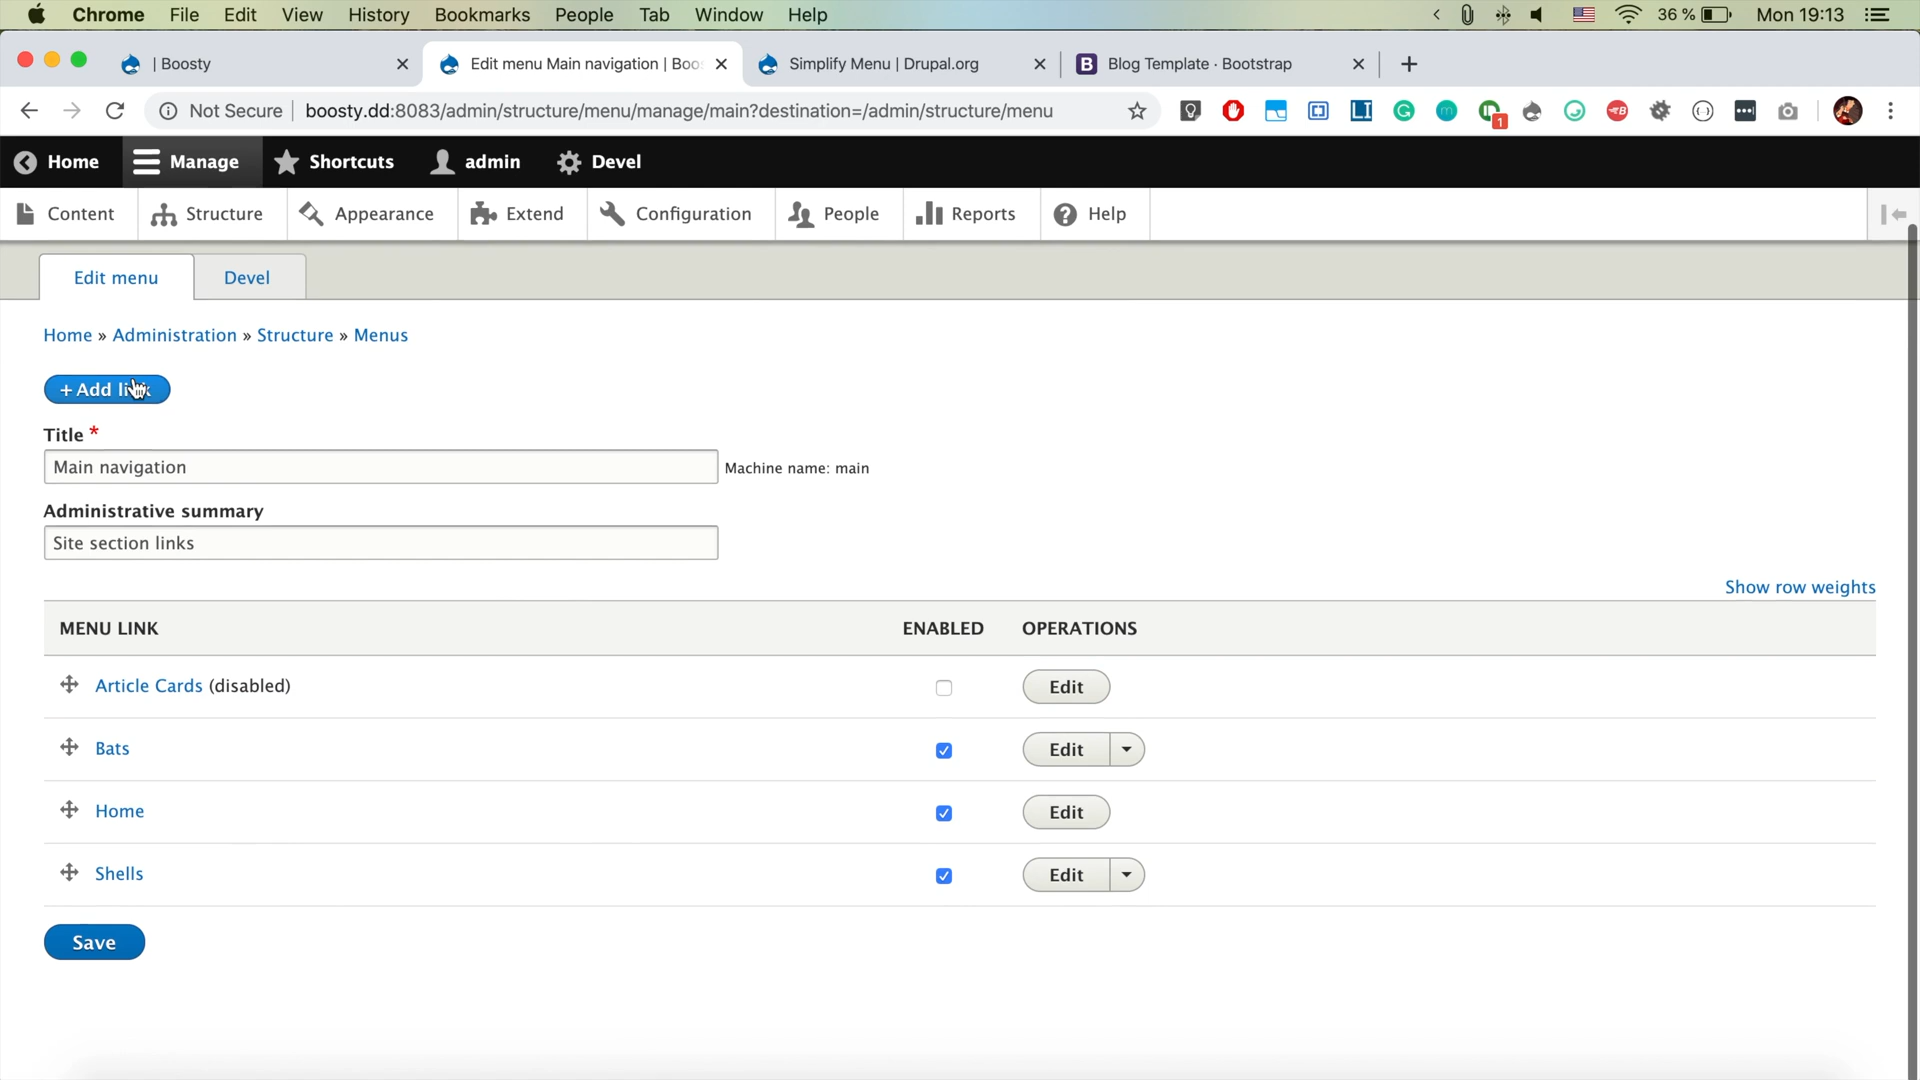 Chrome File Edit View History Bookmarks People Tab Window Help 36 % Mon 19:13
| Boosty Edit menu Main navigation | Boo Simplify Menu | Drupal.org B Blog Template · Bootstrap
Not Secure boosty.dd:8083/admin/structure/menu/manage/main?destination=/admin/structure/menu 1
Home Manage Shortcuts admin Devel
Content Structure Appearance Extend Configuration People Reports Help
Edit menu Devel
Home » Administration » Structure » Menus
+ Add link
Title *
Main navigation Machine name: main
Administrative summary
Site section links
Show row weights
MENU LINK ENABLED OPERATIONS
Article Cards (disabled) Edit
Bats Edit
Home Edit
Shells Edit
Save